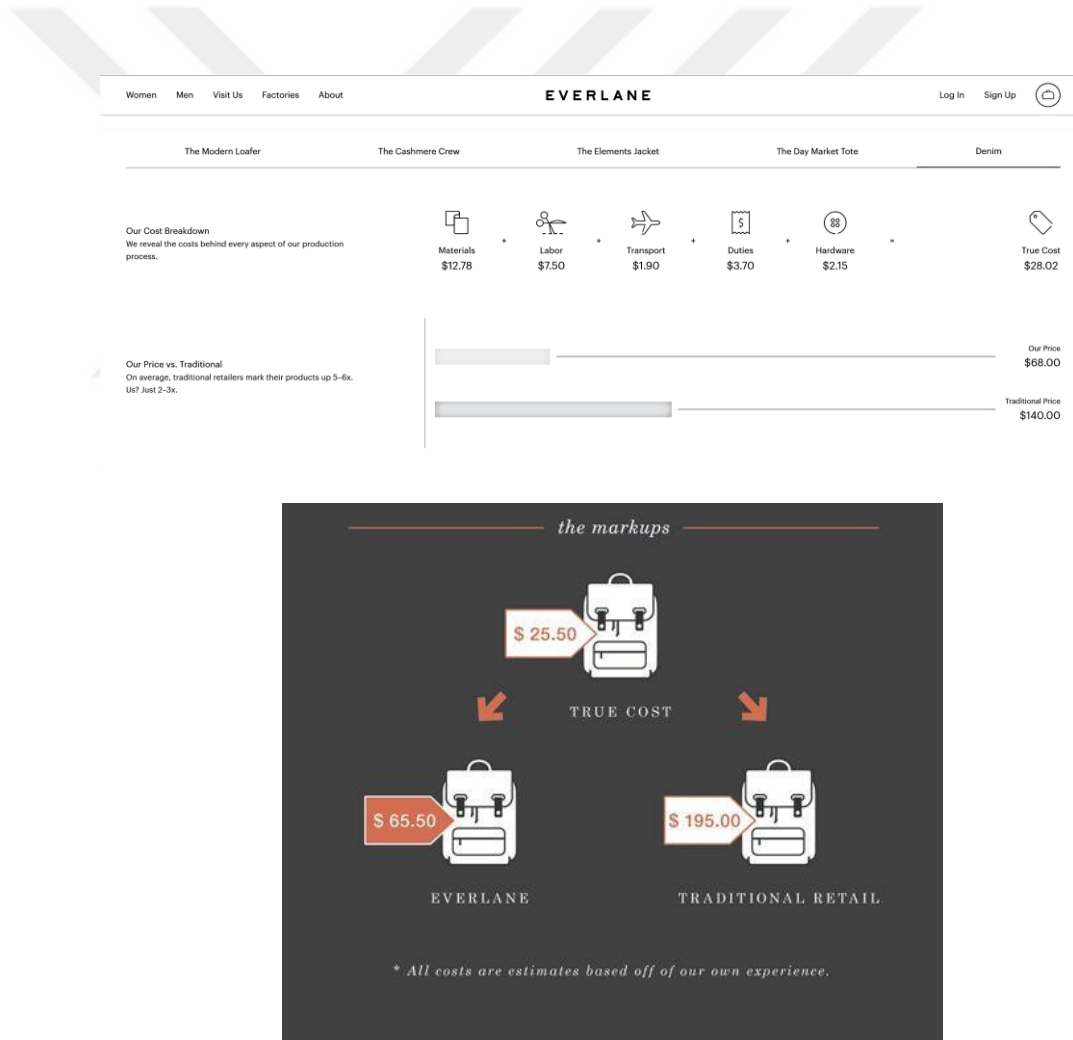 Women Men Visit Us Factories About EVERLANE Log In Sign Up
The Modern Loafer The Cashmere Crew The Elements Jacket The Day Market Tote Denim
Our Cost Breakdown
We reveal the costs behind every aspect of our production
process.
Materials + Labor + Transport + Duties + Hardware = True Cost
$12.78 $7.50 $1.90 $3.70 $2.15 $28.02
Our Price vs. Traditional
On average, traditional retailers mark their products up 5–6x.
Us? Just 2–3x.
Our Price
$68.00
Traditional Price
$140.00
the markups
$ 25.50
TRUE COST
$ 65.50
$ 195.00
EVERLANE
TRADITIONAL RETAIL
* All costs are estimates based off of our own experience.